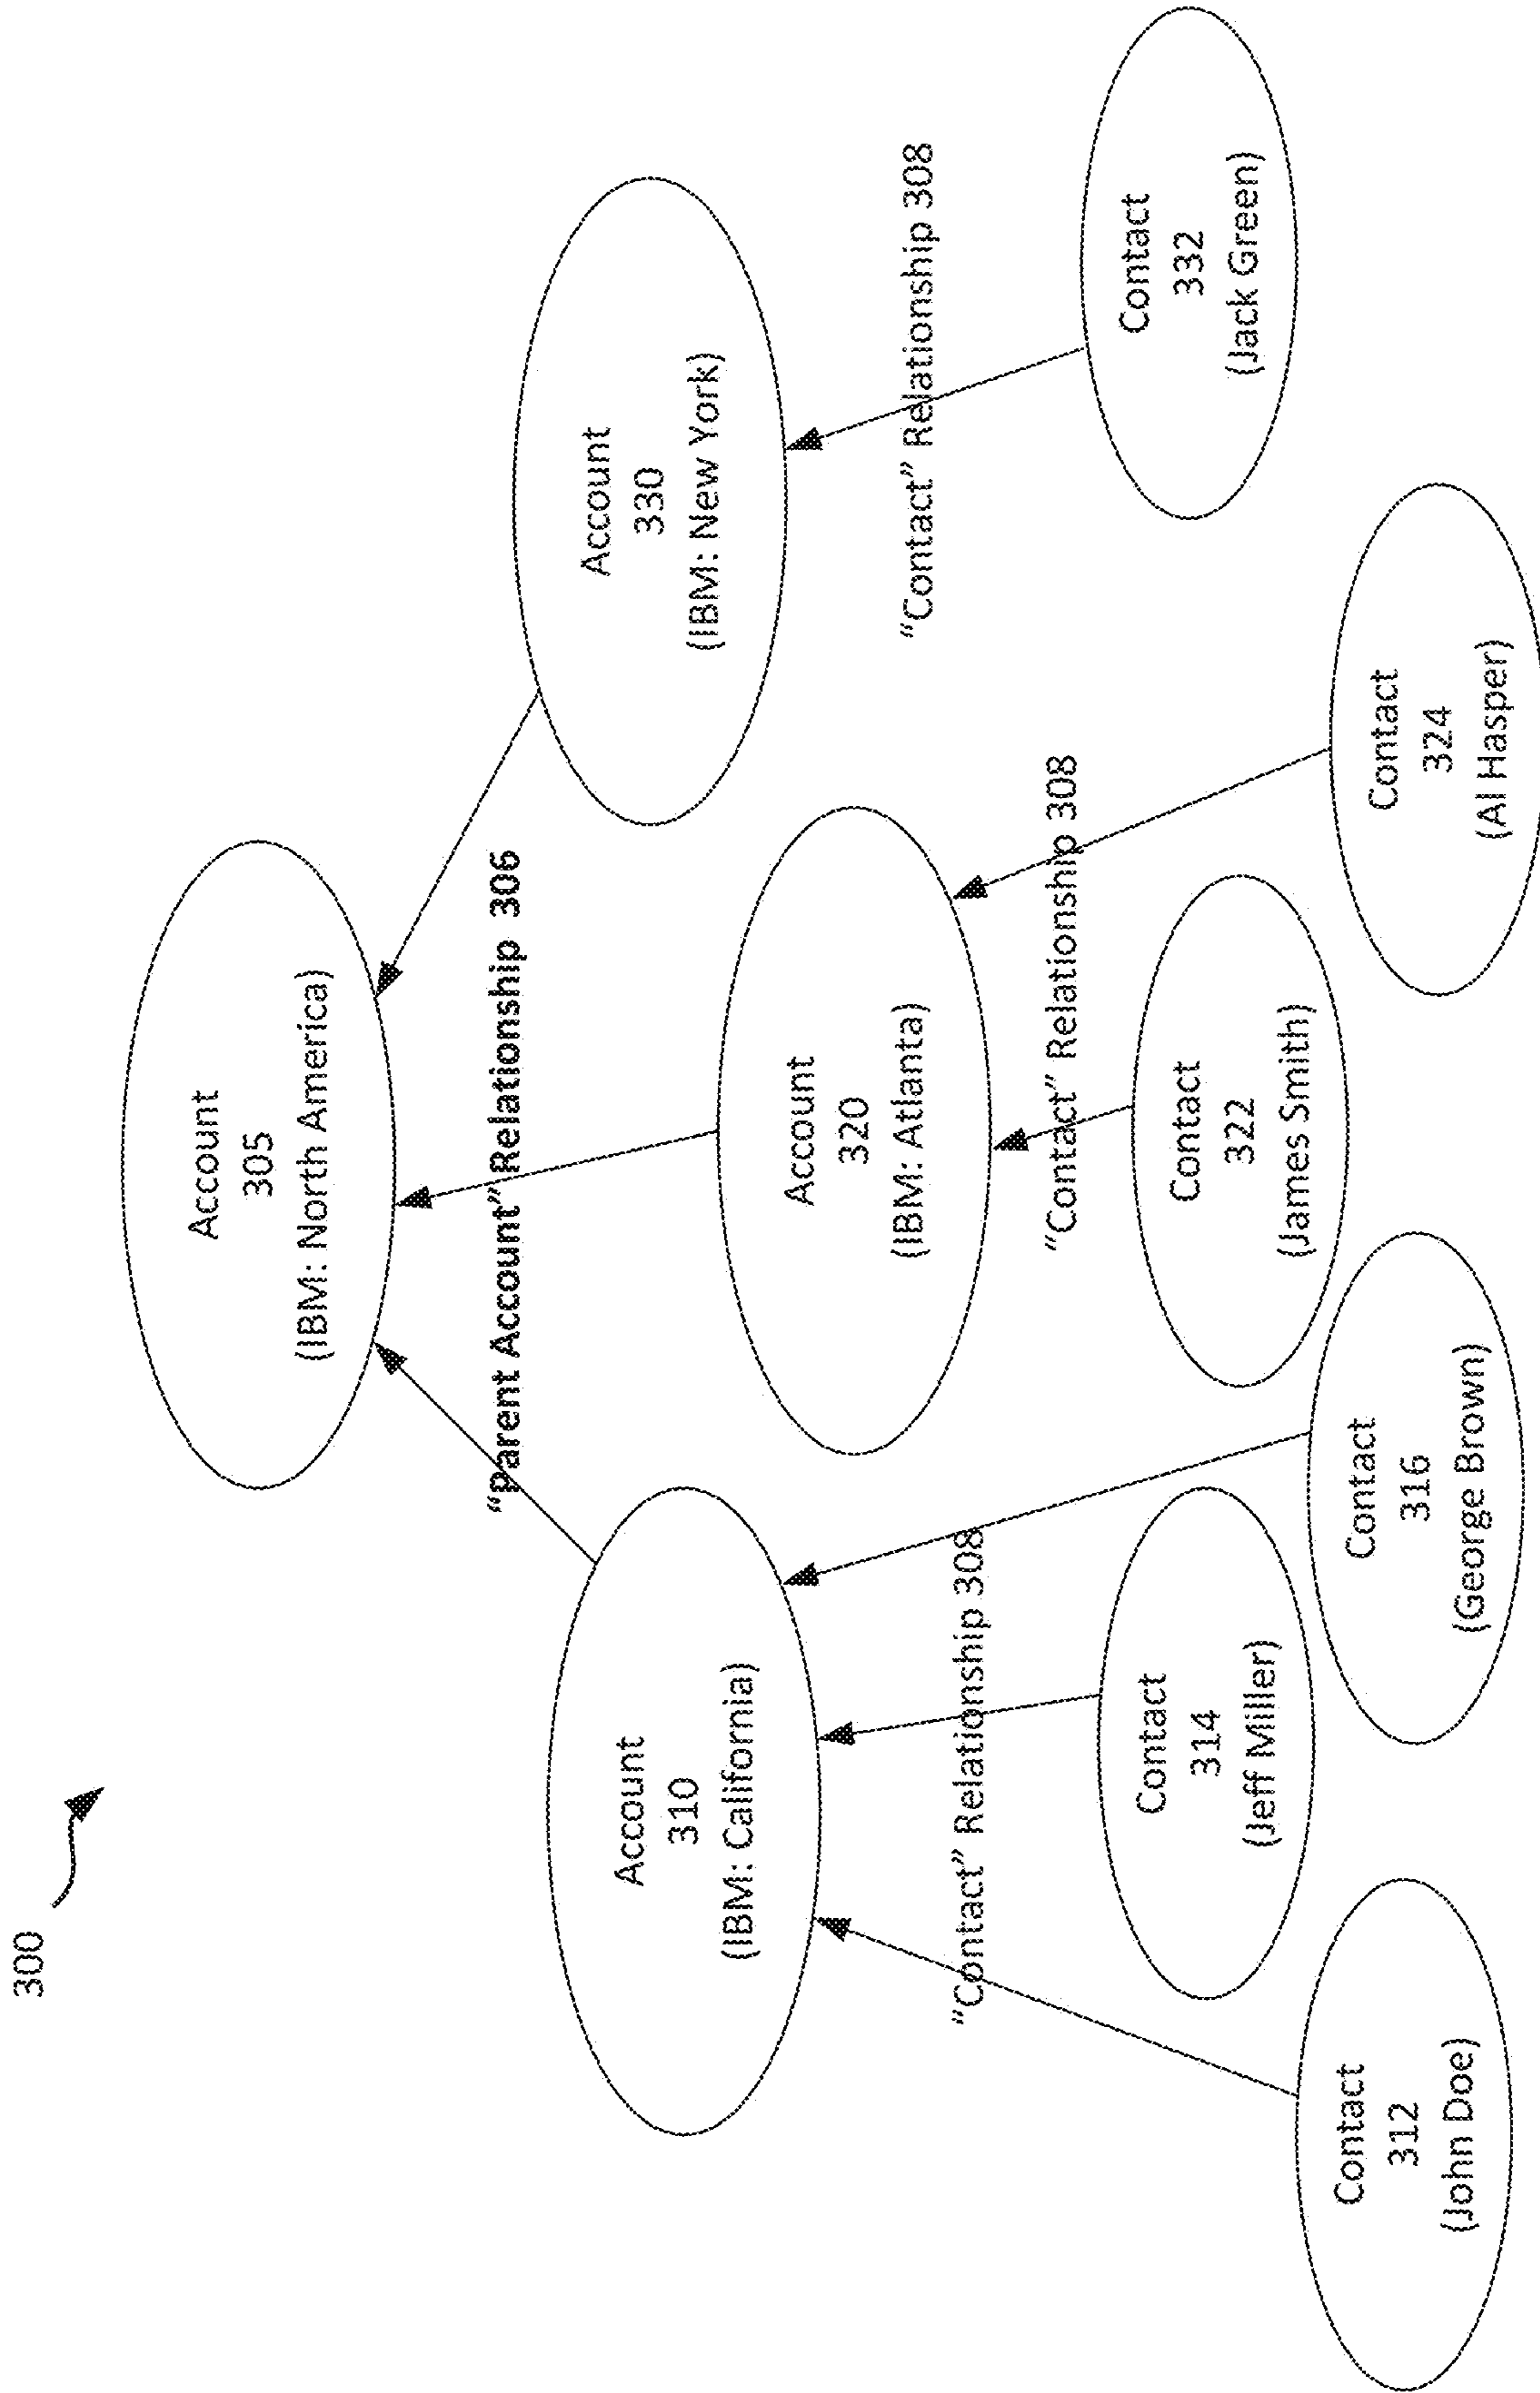 300
Account
305
(IBM: North America)
“Parent Account”Relationship 306
Account
310
(IBM: California)
Account
320
(IBM: Atlanta)
Account
330
(IBM: New York)
“Contact” Relationship 308
“Contact” Relationship 308
“Contact” Relationship 308
Contact
312
(John Doe)
Contact
314
(Jeff Miller)
Contact
316
(George Brown)
Contact
322
(James Smith)
Contact
324
(Al Hasper)
Contact
332
(Jack Green)